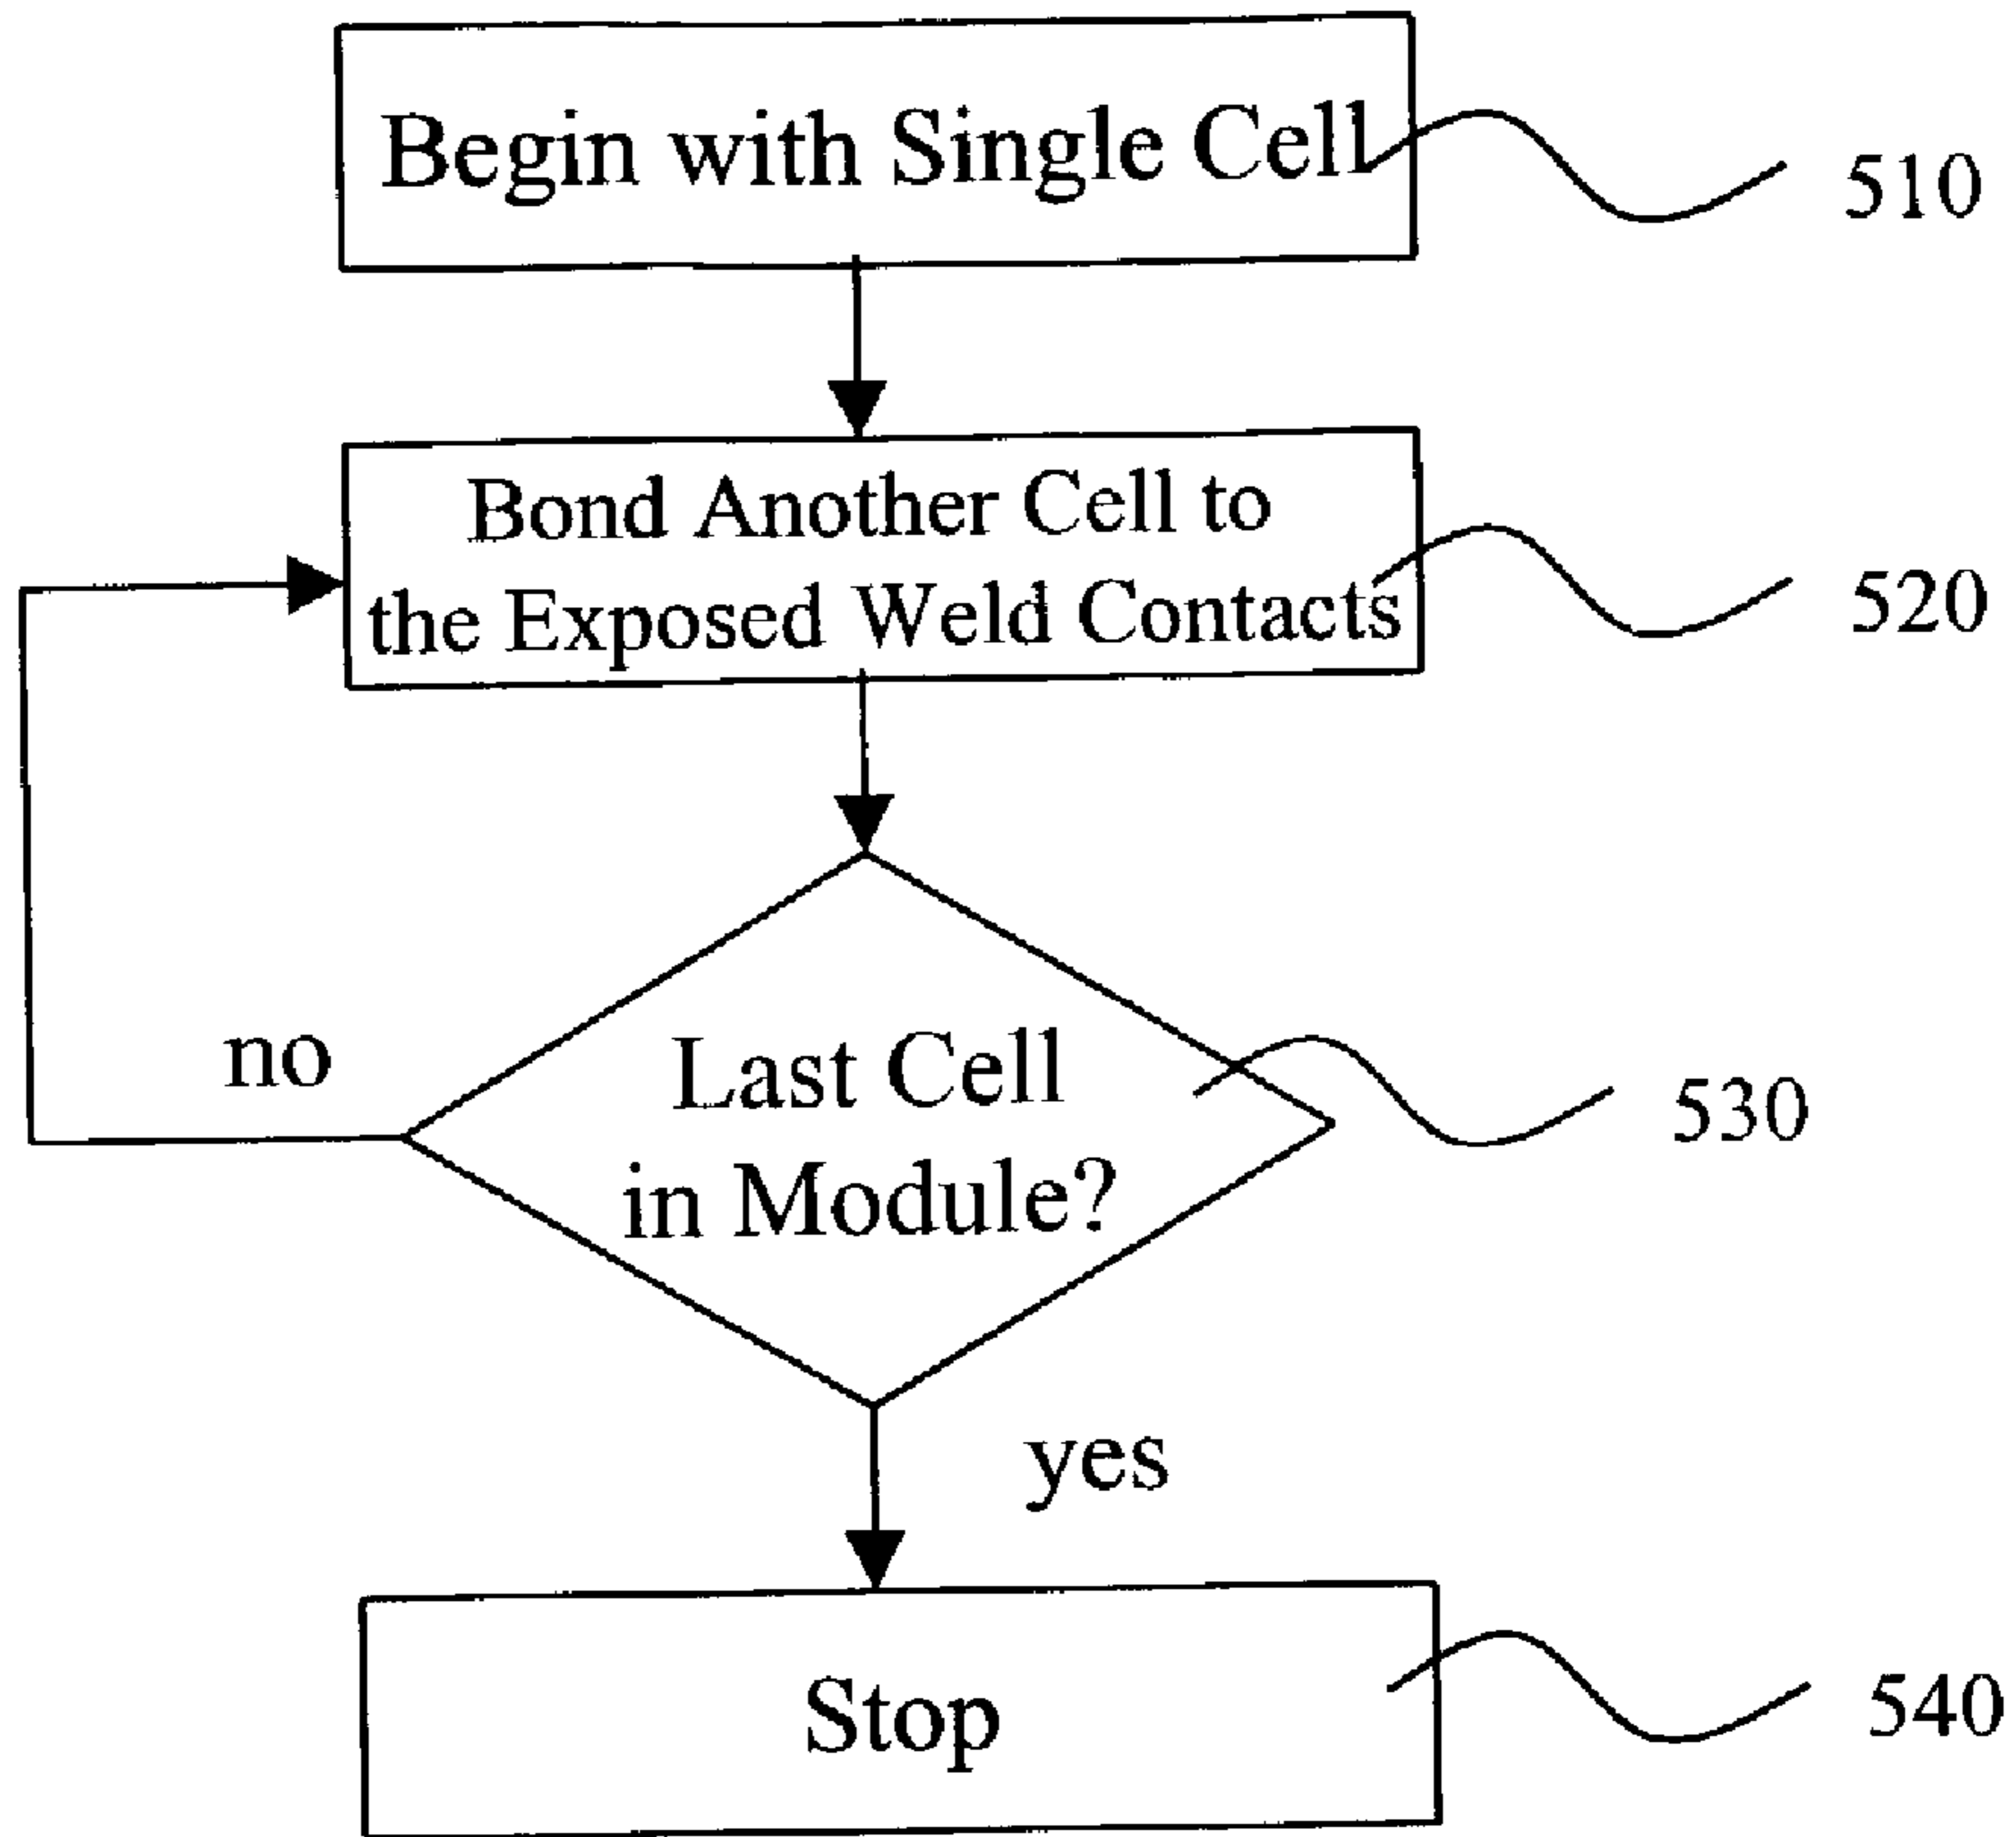 Begin with Single Cell
510
Bond Another Cell to
the Exposed Weld Contacts
520
no
Last Cell
in Module?
530
yes
Stop
540